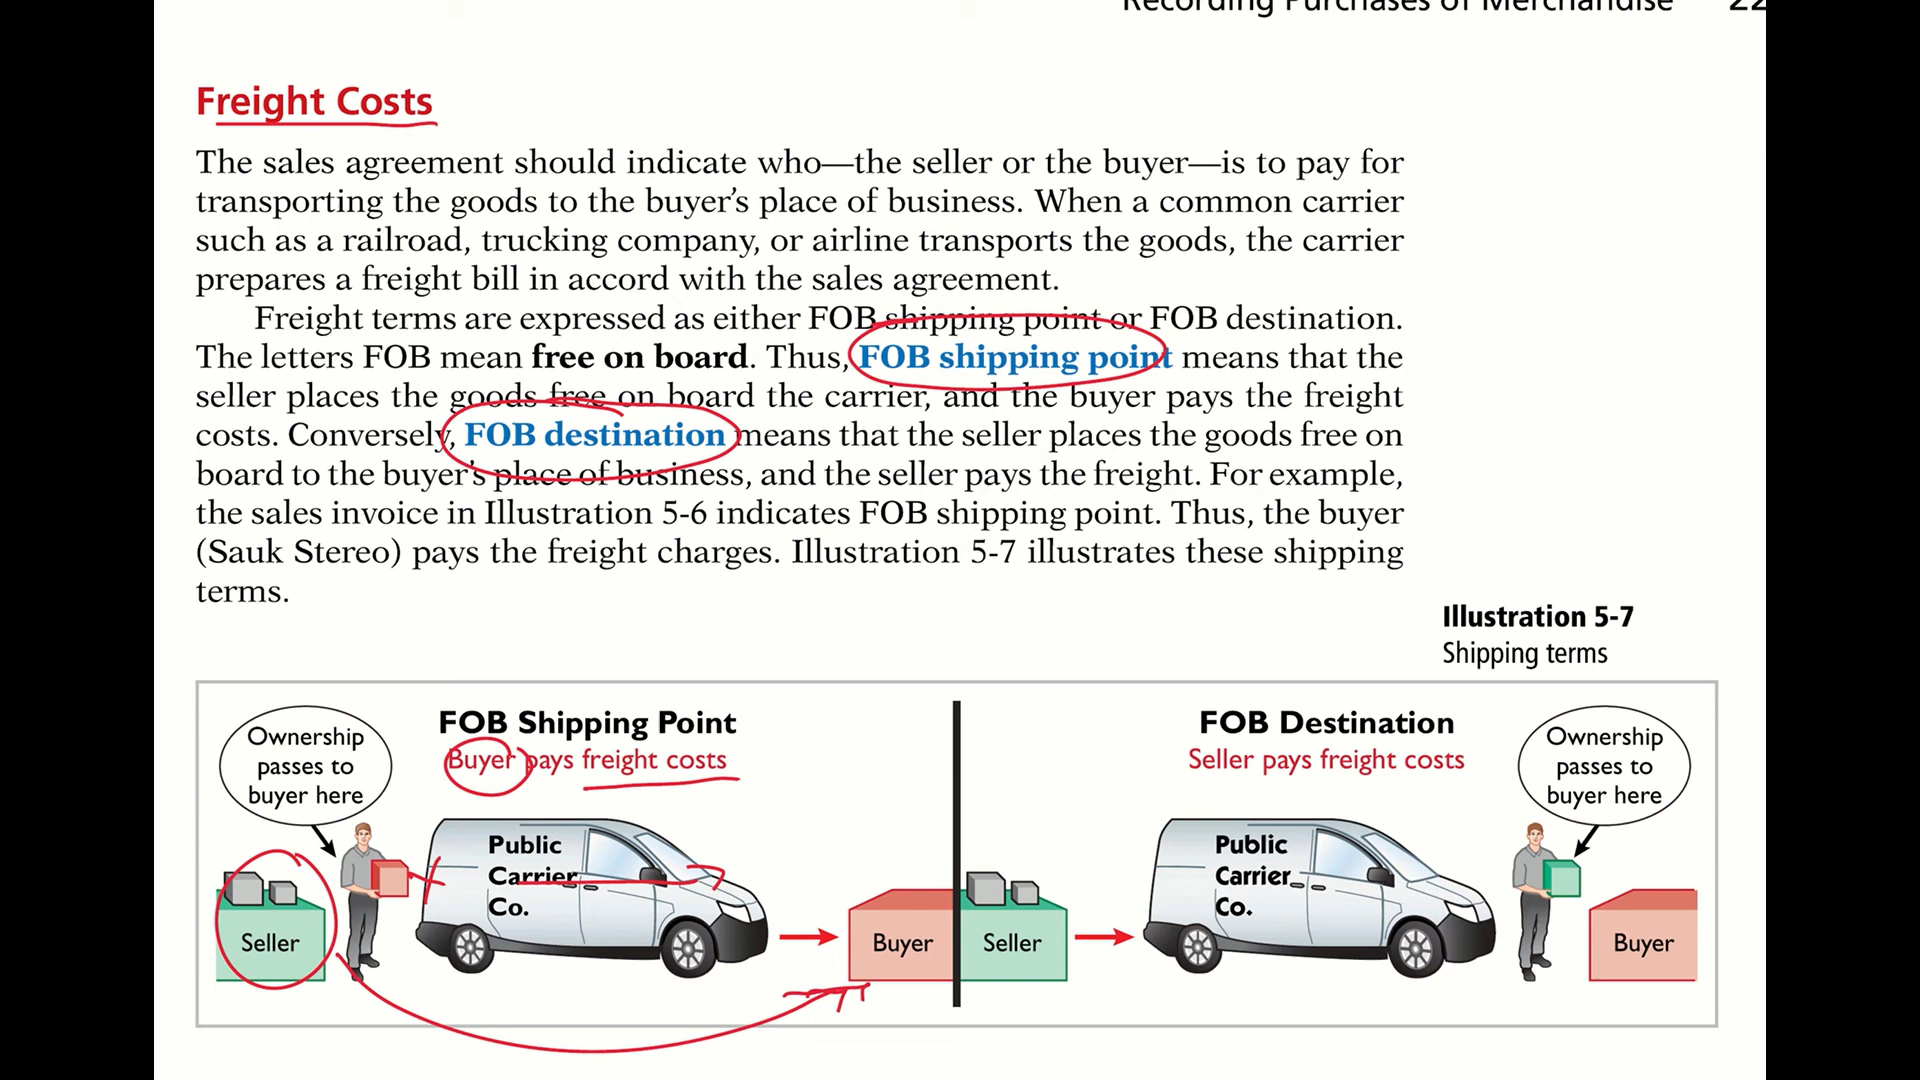 Recording Purchases of Merchandise 22
Freight Costs
The sales agreement should indicate who—the seller or the buyer—is to pay for
transporting the goods to the buyer's place of business. When a common carrier
such as a railroad, trucking company, or airline transports the goods, the carrier
prepares a freight bill in accord with the sales agreement.
Freight terms are expressed as either FOB shipping point or FOB destination.
The letters FOB mean free on board. Thus, FOB shipping point means that the
seller places the goods free on board the carrier, and the buyer pays the freight
costs. Conversely, FOB destination means that the seller places the goods free on
board to the buyer's place of business, and the seller pays the freight. For example,
the sales invoice in Illustration 5-6 indicates FOB shipping point. Thus, the buyer
(Sauk Stereo) pays the freight charges. Illustration 5-7 illustrates these shipping
terms.
Illustration 5-7
Shipping terms
Ownership
passes to
buyer here
FOB Shipping Point
Buyer pays freight costs
Public
Carrier
Co.
Seller
Buyer
FOB Destination
Seller pays freight costs
Ownership
passes to
buyer here
Seller
Public
Carrier
Co.
Buyer